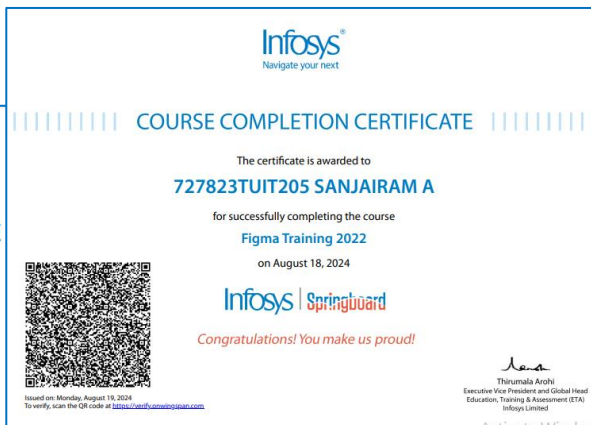 Infosys®
Navigate your next
COURSE COMPLETION CERTIFICATE
The certificate is awarded to
727823TUIT205 SANJAIRAM A
for successfully completing the course
Figma Training 2022
on August 18, 2024
Infosys | Springboard
Congratulations! You make us proud!
Thirumala Arohi
Executive Vice President and Global Head
Education, Training & Assessment (ETA)
Infosys Limited
Issued on: Monday, August 19, 2024
To verify, scan the QR code at https://verify.onwingspan.com